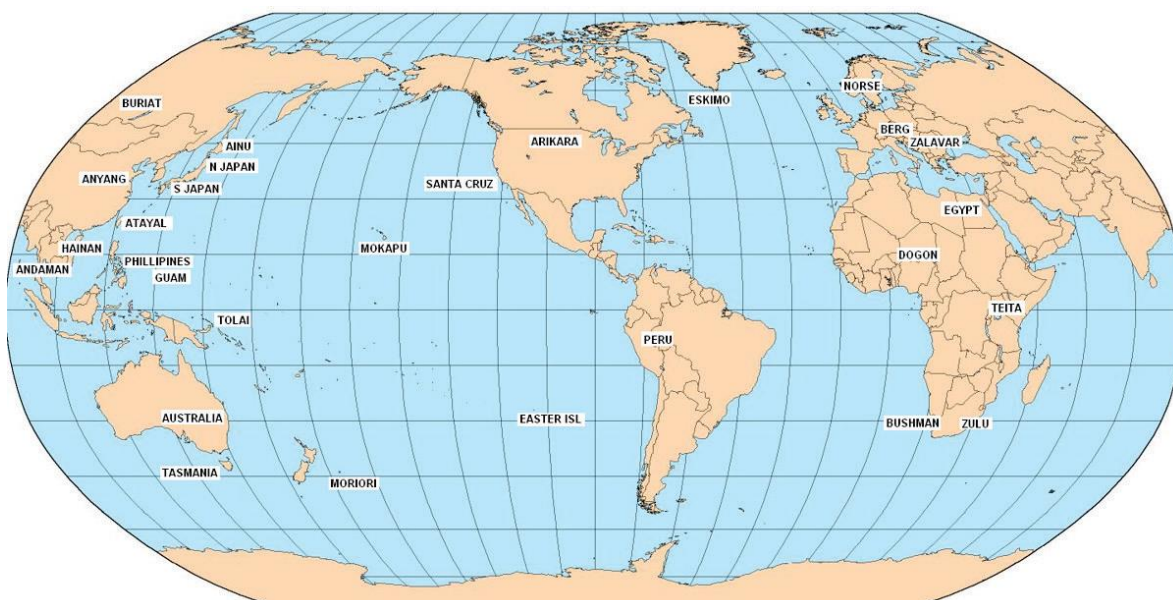 NORSE
BURIAT
ESKIMO
BERG
ARIKARA
ZALAVAR
AINU
N JAPAN
ANYANG
S JAPAN
SANTA CRUZ
EGYPT
ATAYAL
HAINAN
MOKAPU
DOGON
PHILLIPINES
ANDAMAN
GUAM
TEITA
TOLAI
PERU
AUSTRALIA
EASTER ISL
BUSHMAN
ZULU
TASMANIA
MORIORI